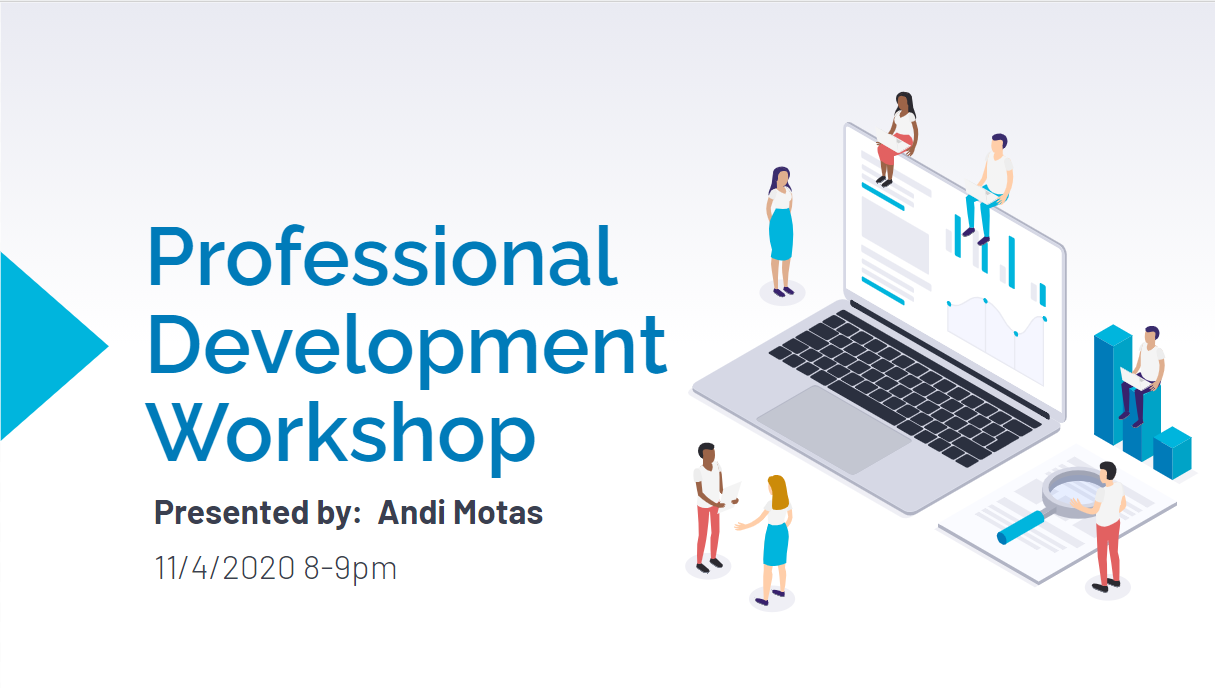 Professional
Development
Workshop
Presented by: Andi Motas
11/4/2020 8-9pm